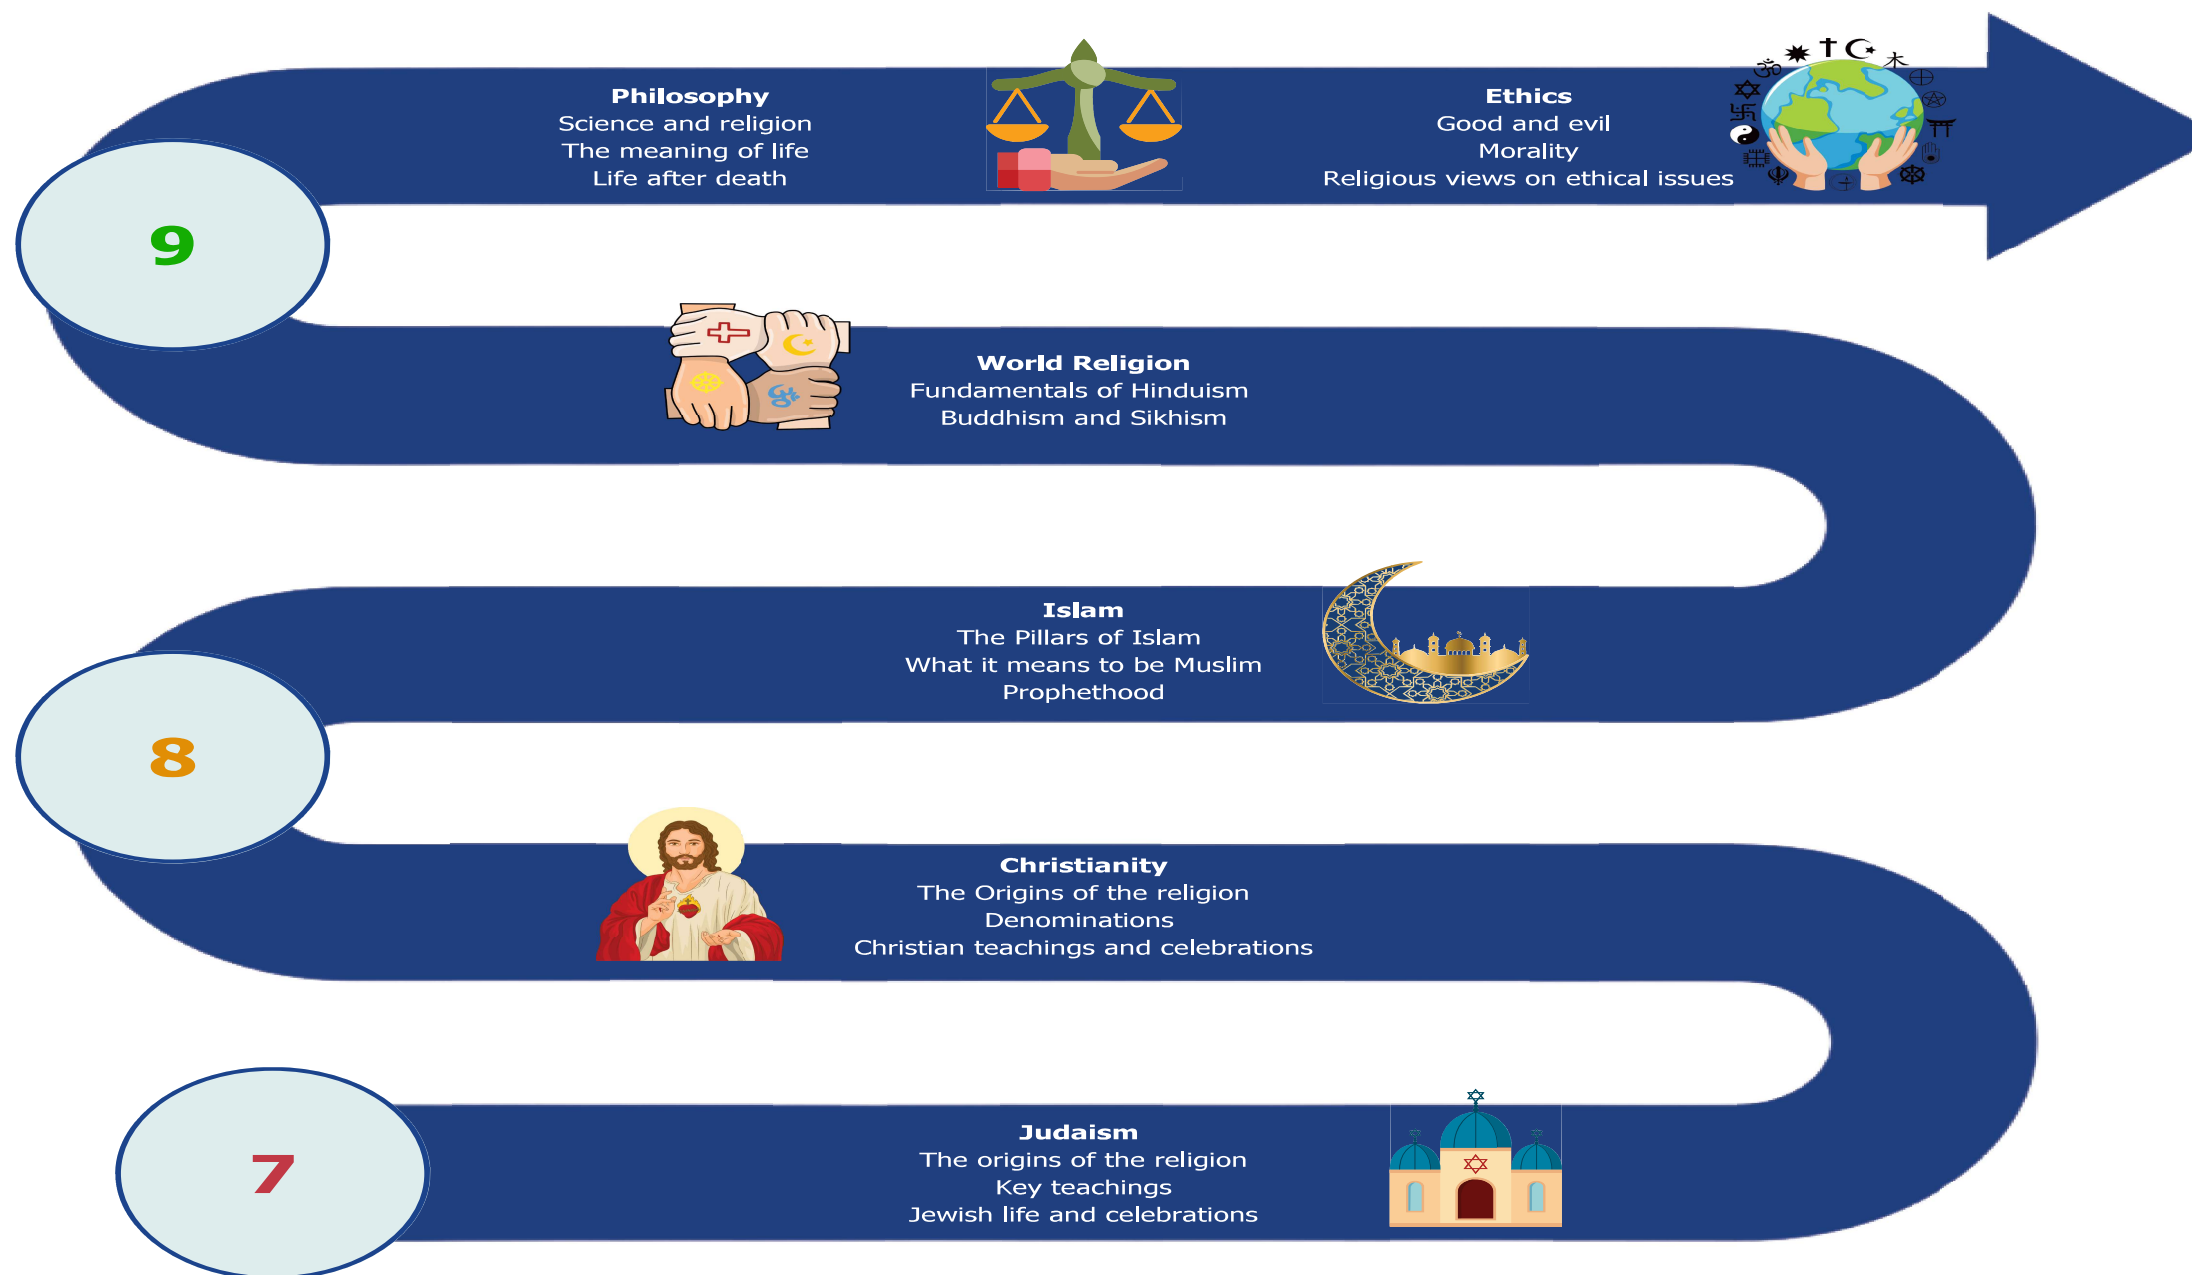 Philosophy
Science and religion
The meaning of life
Life after death
Ethics
Good and evil
Morality
Religious views on ethical issues
9
World Religion
Fundamentals of Hinduism
Buddhism and Sikhism
Islam
The Pillars of Islam
What it means to be Muslim
Prophethood
8
Christianity
The Origins of the religion
Denominations
Christian teachings and celebrations
7
Judaism
The origins of the religion
Key teachings
Jewish life and celebrations